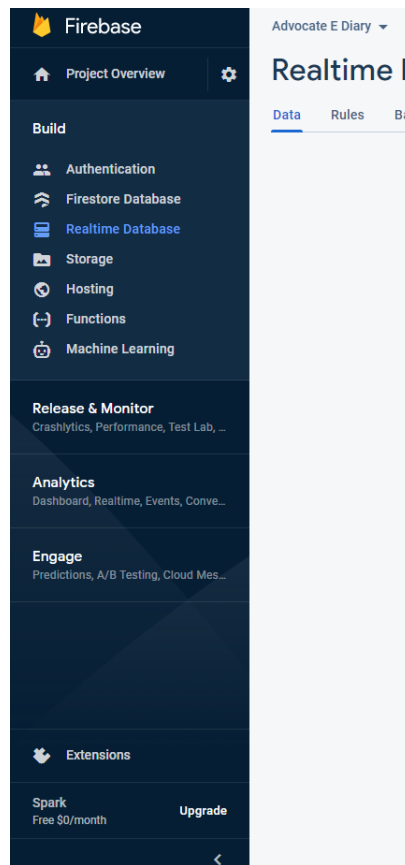 Firebase
Advocate E Diary
Project Overview
Realtime
Data Rules
Build
Authentication
Firestore Database
Realtime Database
Storage
Hosting
Functions
Machine Learning
Release & Monitor
Crashlytics, Performance, Test Lab, ...
Analytics
Dashboard, Realtime, Events, Conve...
Engage
Predictions, A/B Testing, Cloud Mes...
Extensions
Spark
Free $0/month
Upgrade